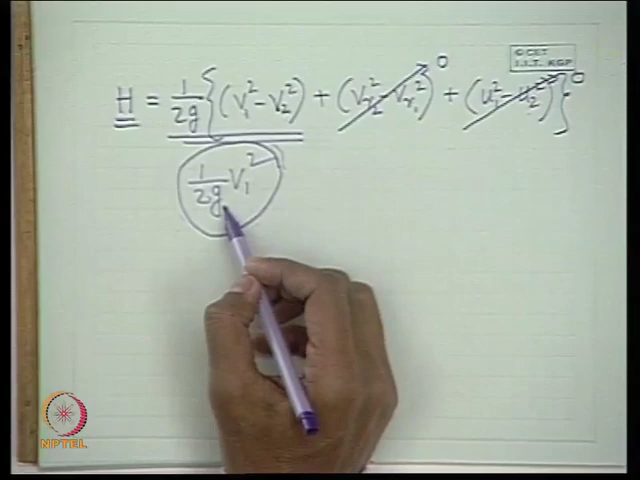 © CET
I.I.T. KGP
H = 1/2g {(V₁² - V₂²) + (Vr₂² - Vr₁²)⁰ + (U₁² - U₂²)⁰}
1/2g V₁²
NPTEL